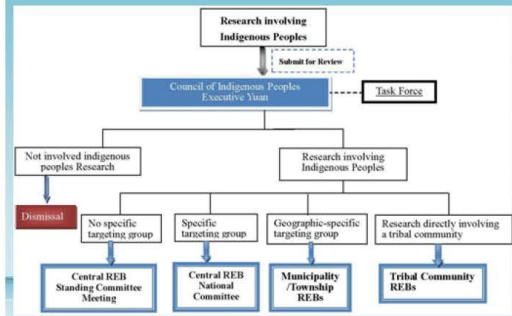 Research involving
Indigenous Peoples
Submit for Review
Council of Indigenous Peoples
Executive Yuan
Task Force
Not involved indigenous
peoples Research
Research involving
Indigenous Peoples
Dismissal
No specific
targeting group
Specific
targeting group
Geographic-specific
targeting group
Research directly involving
a tribal community
Central REB
Standing Committee
Meeting
Central REB
National
Committee
Municipality
/Township
REBs
Tribal Community
REBs